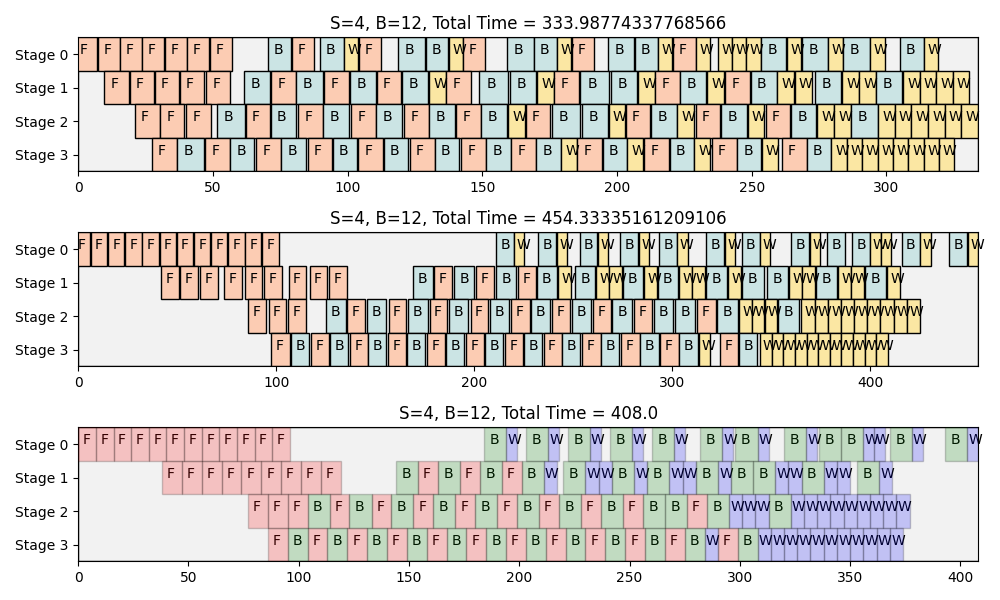 S=4, B=12, Total Time = 333.98774337768566
Stage 0 F F F F F F F B F B W F B B W F B B W F B B W F W W W W B W B W B W B W
Stage 1 F F F F F B F B F B F B W F B B W F B B W F B W F B W W B W W B W W W W
Stage 2 F F F B F B F B F B F B F B W F B B W F B W F B W F B W W B W W W W W W
Stage 3 F B F B F B F B F B F B F B F B W F B W F B W F B W F B W W W W W W W W
0 50 100 150 200 250 300
S=4, B=12, Total Time = 454.33335161209106
Stage 0 F F F F F F F F F F F F B W B W B W B W B W B W B W B W B B W W B W B W
Stage 1 F F F F F F F F F B F B F B F B W B W W B W B W W B W B B W W B W W B W
Stage 2 F F F B F B F B F B F B F B F B F B F B B F B W W W B W W W W W W W W W
Stage 3 F B F B F B F B F B F B F B F B F B F B F B W F B W W W W W W W W W W W
0 100 200 300 400
S=4, B=12, Total Time = 408.0
Stage 0 F F F F F F F F F F F F B W B W B W B W B W B W B W B W B B W W B W B W
Stage 1 F F F F F F F F F B F B F B F B W B W W B W B W W B W B B W W B W W B W
Stage 2 F F F B F B F B F B F B F B F B F B F B B F B W W W B W W W W W W W W W
Stage 3 F B F B F B F B F B F B F B F B F B F B F B W F B W W W W W W W W W W W
0 50 100 150 200 250 300 350 400